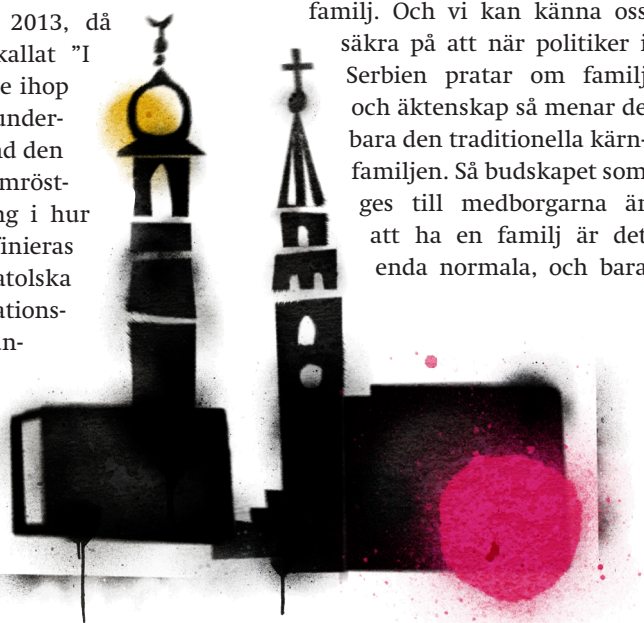 2013, då
kallat ”I
e ihop
under-
d den
mröst-
ng i hur
finieras
atolska
ations-
n-
familj. Och vi kan känna oss
säkra på att när politiker i
Serbien pratar om familj
och äktenskap så menar de
bara den traditionella kärn-
familjen. Så budskapet som
ges till medborgarna är
att ha en familj är det
enda normala, och bara